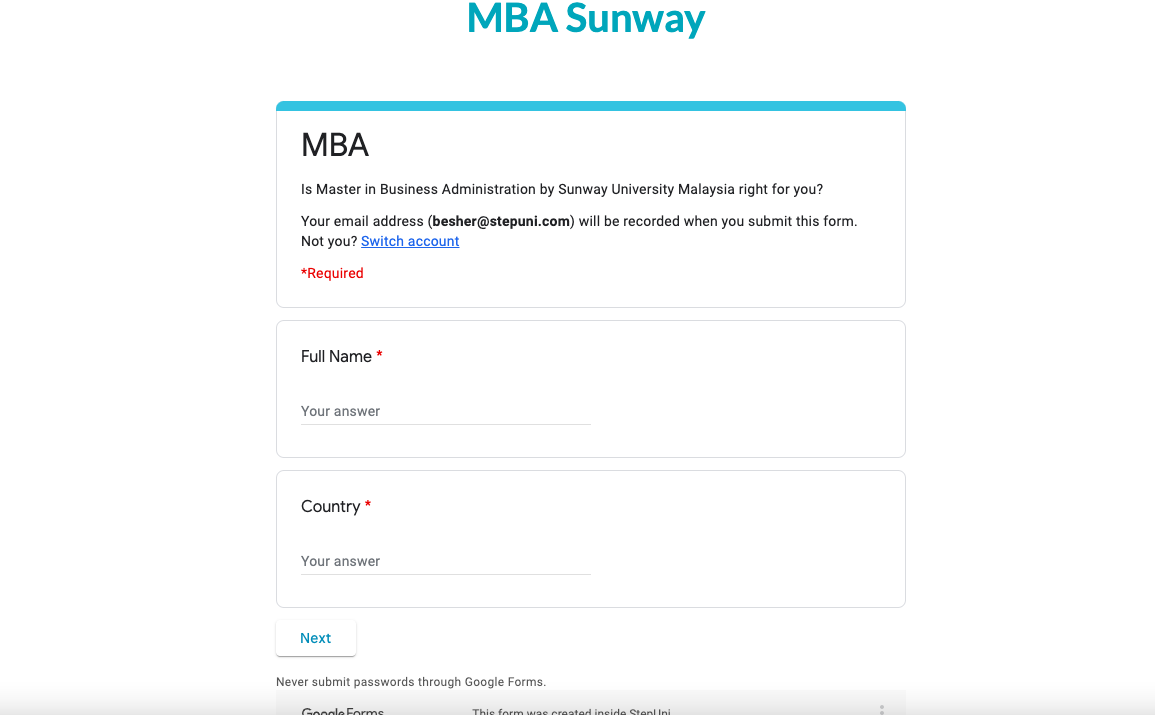 MBA Sunway
MBA
Is Master in Business Administration by Sunway University Malaysia right for you?
Your email address (besher@stepuni.com) will be recorded when you submit this form.
Not you? Switch account
*Required
Full Name *
Your answer
Country *
Your answer
Next
Never submit passwords through Google Forms.
Google Forms This form was created inside StepUni